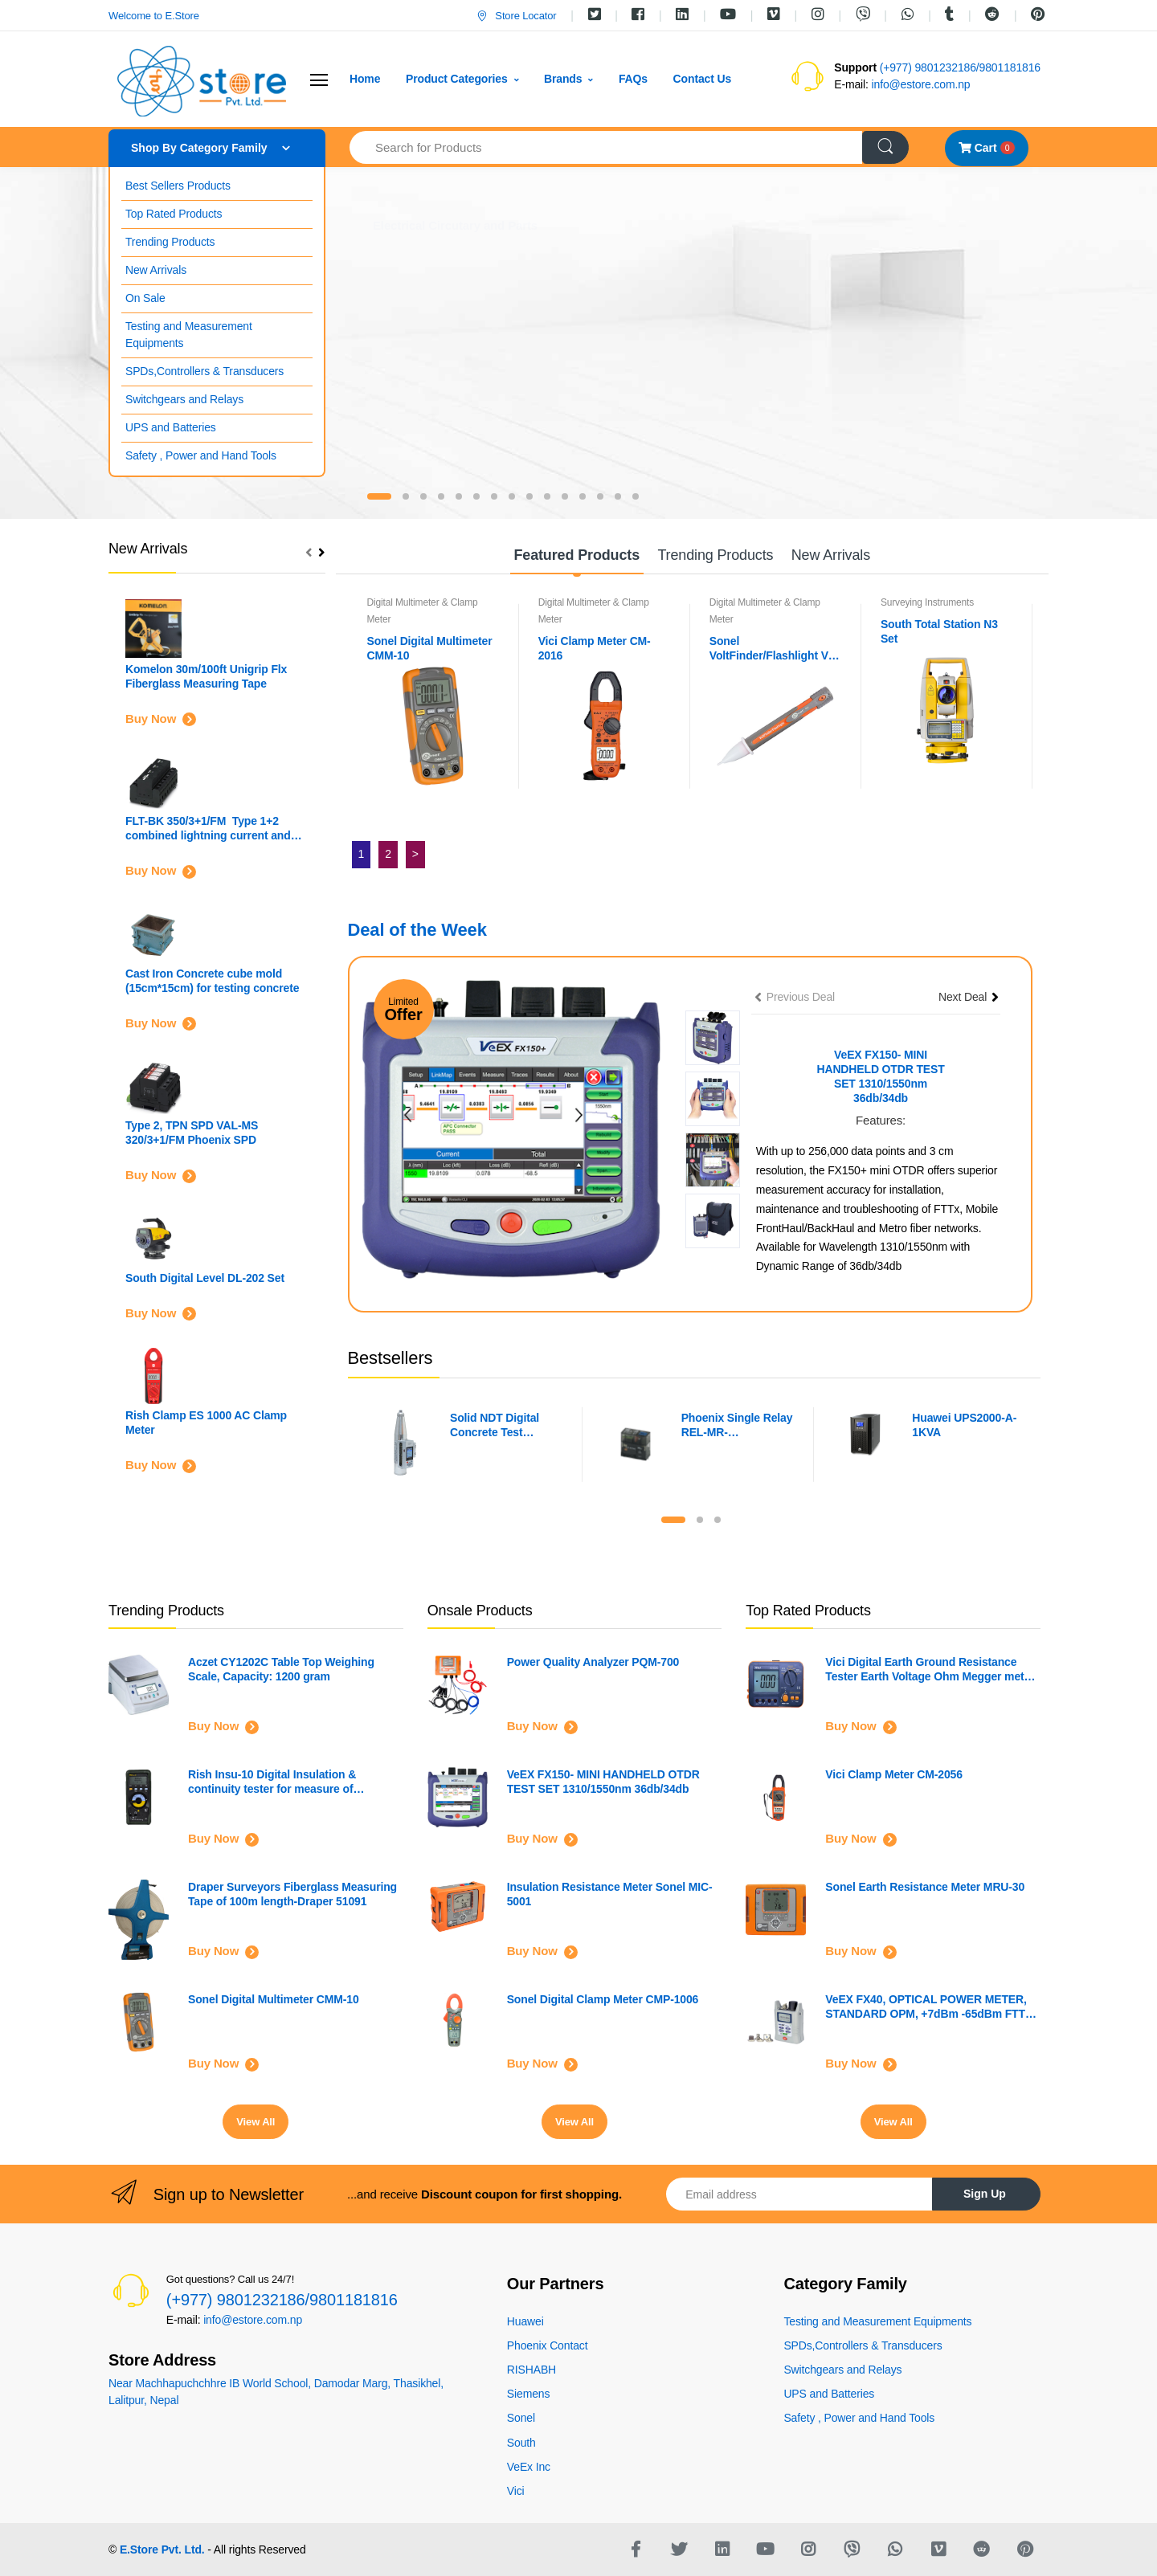 Welcome to E.Store
Store Locator
store
Pvt. Ltd.
Home
Product Categories
Brands
FAQs
Contact Us
Support (+977) 9801232186/9801181816
E-mail: info@estore.com.np
Shop By Category Family
Search for Products
Cart 0
Best Sellers Products
Top Rated Products
Trending Products
New Arrivals
On Sale
Testing and Measurement
Equipments
SPDs,Controllers & Transducers
Switchgears and Relays
UPS and Batteries
Safety , Power and Hand Tools
New Arrivals
KOMELON
Komelon 30m/100ft Unigrip Flx
Fiberglass Measuring Tape
Buy Now
FLT-BK 350/3+1/FM  Type 1+2
combined lightning current and…
Buy Now
Cast Iron Concrete cube mold
(15cm*15cm) for testing concrete
Buy Now
Type 2, TPN SPD VAL-MS
320/3+1/FM Phoenix SPD
Buy Now
South Digital Level DL-202 Set
Buy Now
Rish Clamp ES 1000 AC Clamp
Meter
Buy Now
Featured Products
Trending Products
New Arrivals
Digital Multimeter & Clamp
Meter
Sonel Digital Multimeter
CMM-10
Digital Multimeter & Clamp
Meter
Vici Clamp Meter CM-
2016
Digital Multimeter & Clamp
Meter
Sonel
VoltFinder/Flashlight V…
Surveying Instruments
South Total Station N3
Set
1
2
>
Deal of the Week
Limited
Offer
VeEX FX150+
Setup LinkMap Events Measure Traces Results About
APC Connector
PASS
Current
Total
Previous Deal
Next Deal
VeEX FX150- MINI
HANDHELD OTDR TEST
SET 1310/1550nm
36db/34db
Features:
With up to 256,000 data points and 3 cm
resolution, the FX150+ mini OTDR offers superior
measurement accuracy for installation,
maintenance and troubleshooting of FTTx, Mobile
FrontHaul/BackHaul and Metro fiber networks.
Available for Wavelength 1310/1550nm with
Dynamic Range of 36db/34db
Bestsellers
Solid NDT Digital
Concrete Test…
Phoenix Single Relay
REL-MR-…
Huawei UPS2000-A-
1KVA
Trending Products
Aczet CY1202C Table Top Weighing
Scale, Capacity: 1200 gram
Buy Now
Rish Insu-10 Digital Insulation &
continuity tester for measure of…
Buy Now
Draper Surveyors Fiberglass Measuring
Tape of 100m length-Draper 51091
Buy Now
Sonel Digital Multimeter CMM-10
Buy Now
View All
Onsale Products
Power Quality Analyzer PQM-700
Buy Now
VeEX FX150- MINI HANDHELD OTDR
TEST SET 1310/1550nm 36db/34db
Buy Now
Insulation Resistance Meter Sonel MIC-
5001
Buy Now
Sonel Digital Clamp Meter CMP-1006
Buy Now
View All
Top Rated Products
Vici Digital Earth Ground Resistance
Tester Earth Voltage Ohm Megger met…
Buy Now
Vici Clamp Meter CM-2056
Buy Now
Sonel Earth Resistance Meter MRU-30
Buy Now
VeEX FX40, OPTICAL POWER METER,
STANDARD OPM, +7dBm -65dBm FTT…
Buy Now
View All
Sign up to Newsletter
...and receive Discount coupon for first shopping.
Email address
Sign Up
Got questions? Call us 24/7!
(+977) 9801232186/9801181816
E-mail: info@estore.com.np
Store Address
Near Machhapuchchhre IB World School, Damodar Marg, Thasikhel,
Lalitpur, Nepal
Our Partners
Huawei
Phoenix Contact
RISHABH
Siemens
Sonel
South
VeEx Inc
Vici
Category Family
Testing and Measurement Equipments
SPDs,Controllers & Transducers
Switchgears and Relays
UPS and Batteries
Safety , Power and Hand Tools
© E.Store Pvt. Ltd. - All rights Reserved